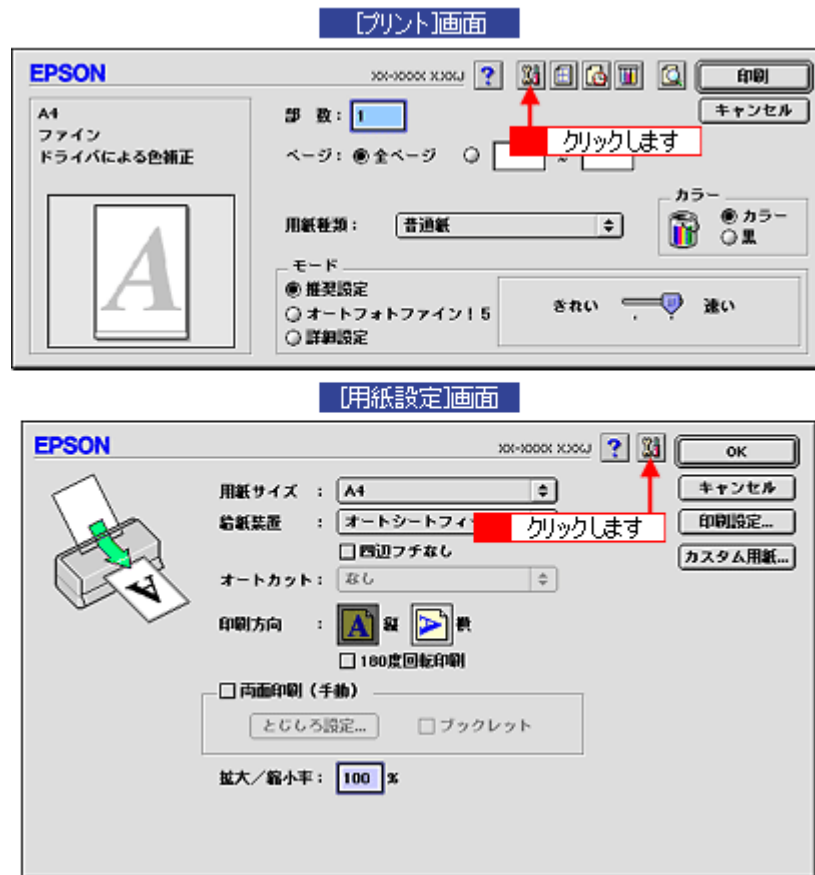 [プリント]画面
EPSON
XX-XXXX X.XXJ
?
印刷
キャンセル
A4
ファイン
ドライバによる色補正
A
部 数: 1
クリックします
ページ: 全ページ ~
カラー
カラー
黒
用紙種類: 普通紙
モード
推奨設定
オートフォトファイン!5
詳細設定
きれい 速い
[用紙設定]画面
EPSON
XX-XXXX X.XXJ
?
OK
キャンセル
印刷設定...
カスタム用紙...
用紙サイズ : A4
給紙装置 : オートシートフィ
クリックします
四辺フチなし
オートカット: なし
印刷方向 : A 縦 A 横
180度回転印刷
A
両面印刷(手動)
とじしろ設定... ブックレット
拡大/縮小率: 100 %